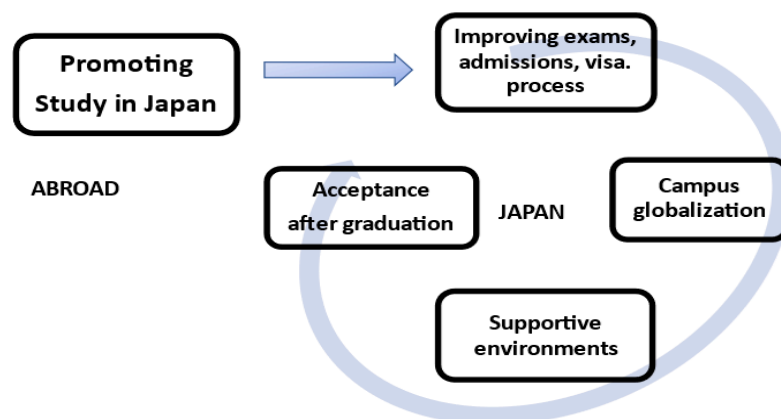 Promoting
Study in Japan
Improving exams,
admissions, visa.
process
ABROAD
Acceptance
after graduation
JAPAN
Campus
globalization
Supportive
environments